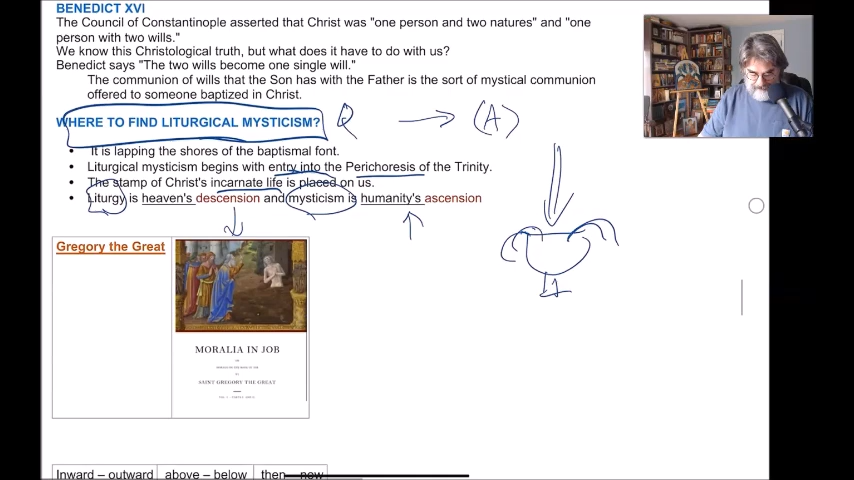 BENEDICT XVI
The Council of Constantinople asserted that Christ was "one person and two natures" and "one
person with two wills."
We know this Christological truth, but what does it have to do with us?
Benedict says "The two wills become one single will."
The communion of wills that the Son has with the Father is the sort of mystical communion
offered to someone baptized in Christ.
WHERE TO FIND LITURGICAL MYSTICISM? Q → (A)
• It is lapping the shores of the baptismal font.
• Liturgical mysticism begins with entry into the Perichoresis of the Trinity.
• The stamp of Christ's incarnate life is placed on us.
• Liturgy is heaven's descension and mysticism is humanity's ascension
Gregory the Great
MORALIA IN JOB
SAINT GREGORY THE GREAT
Inward – outward above – below then – now